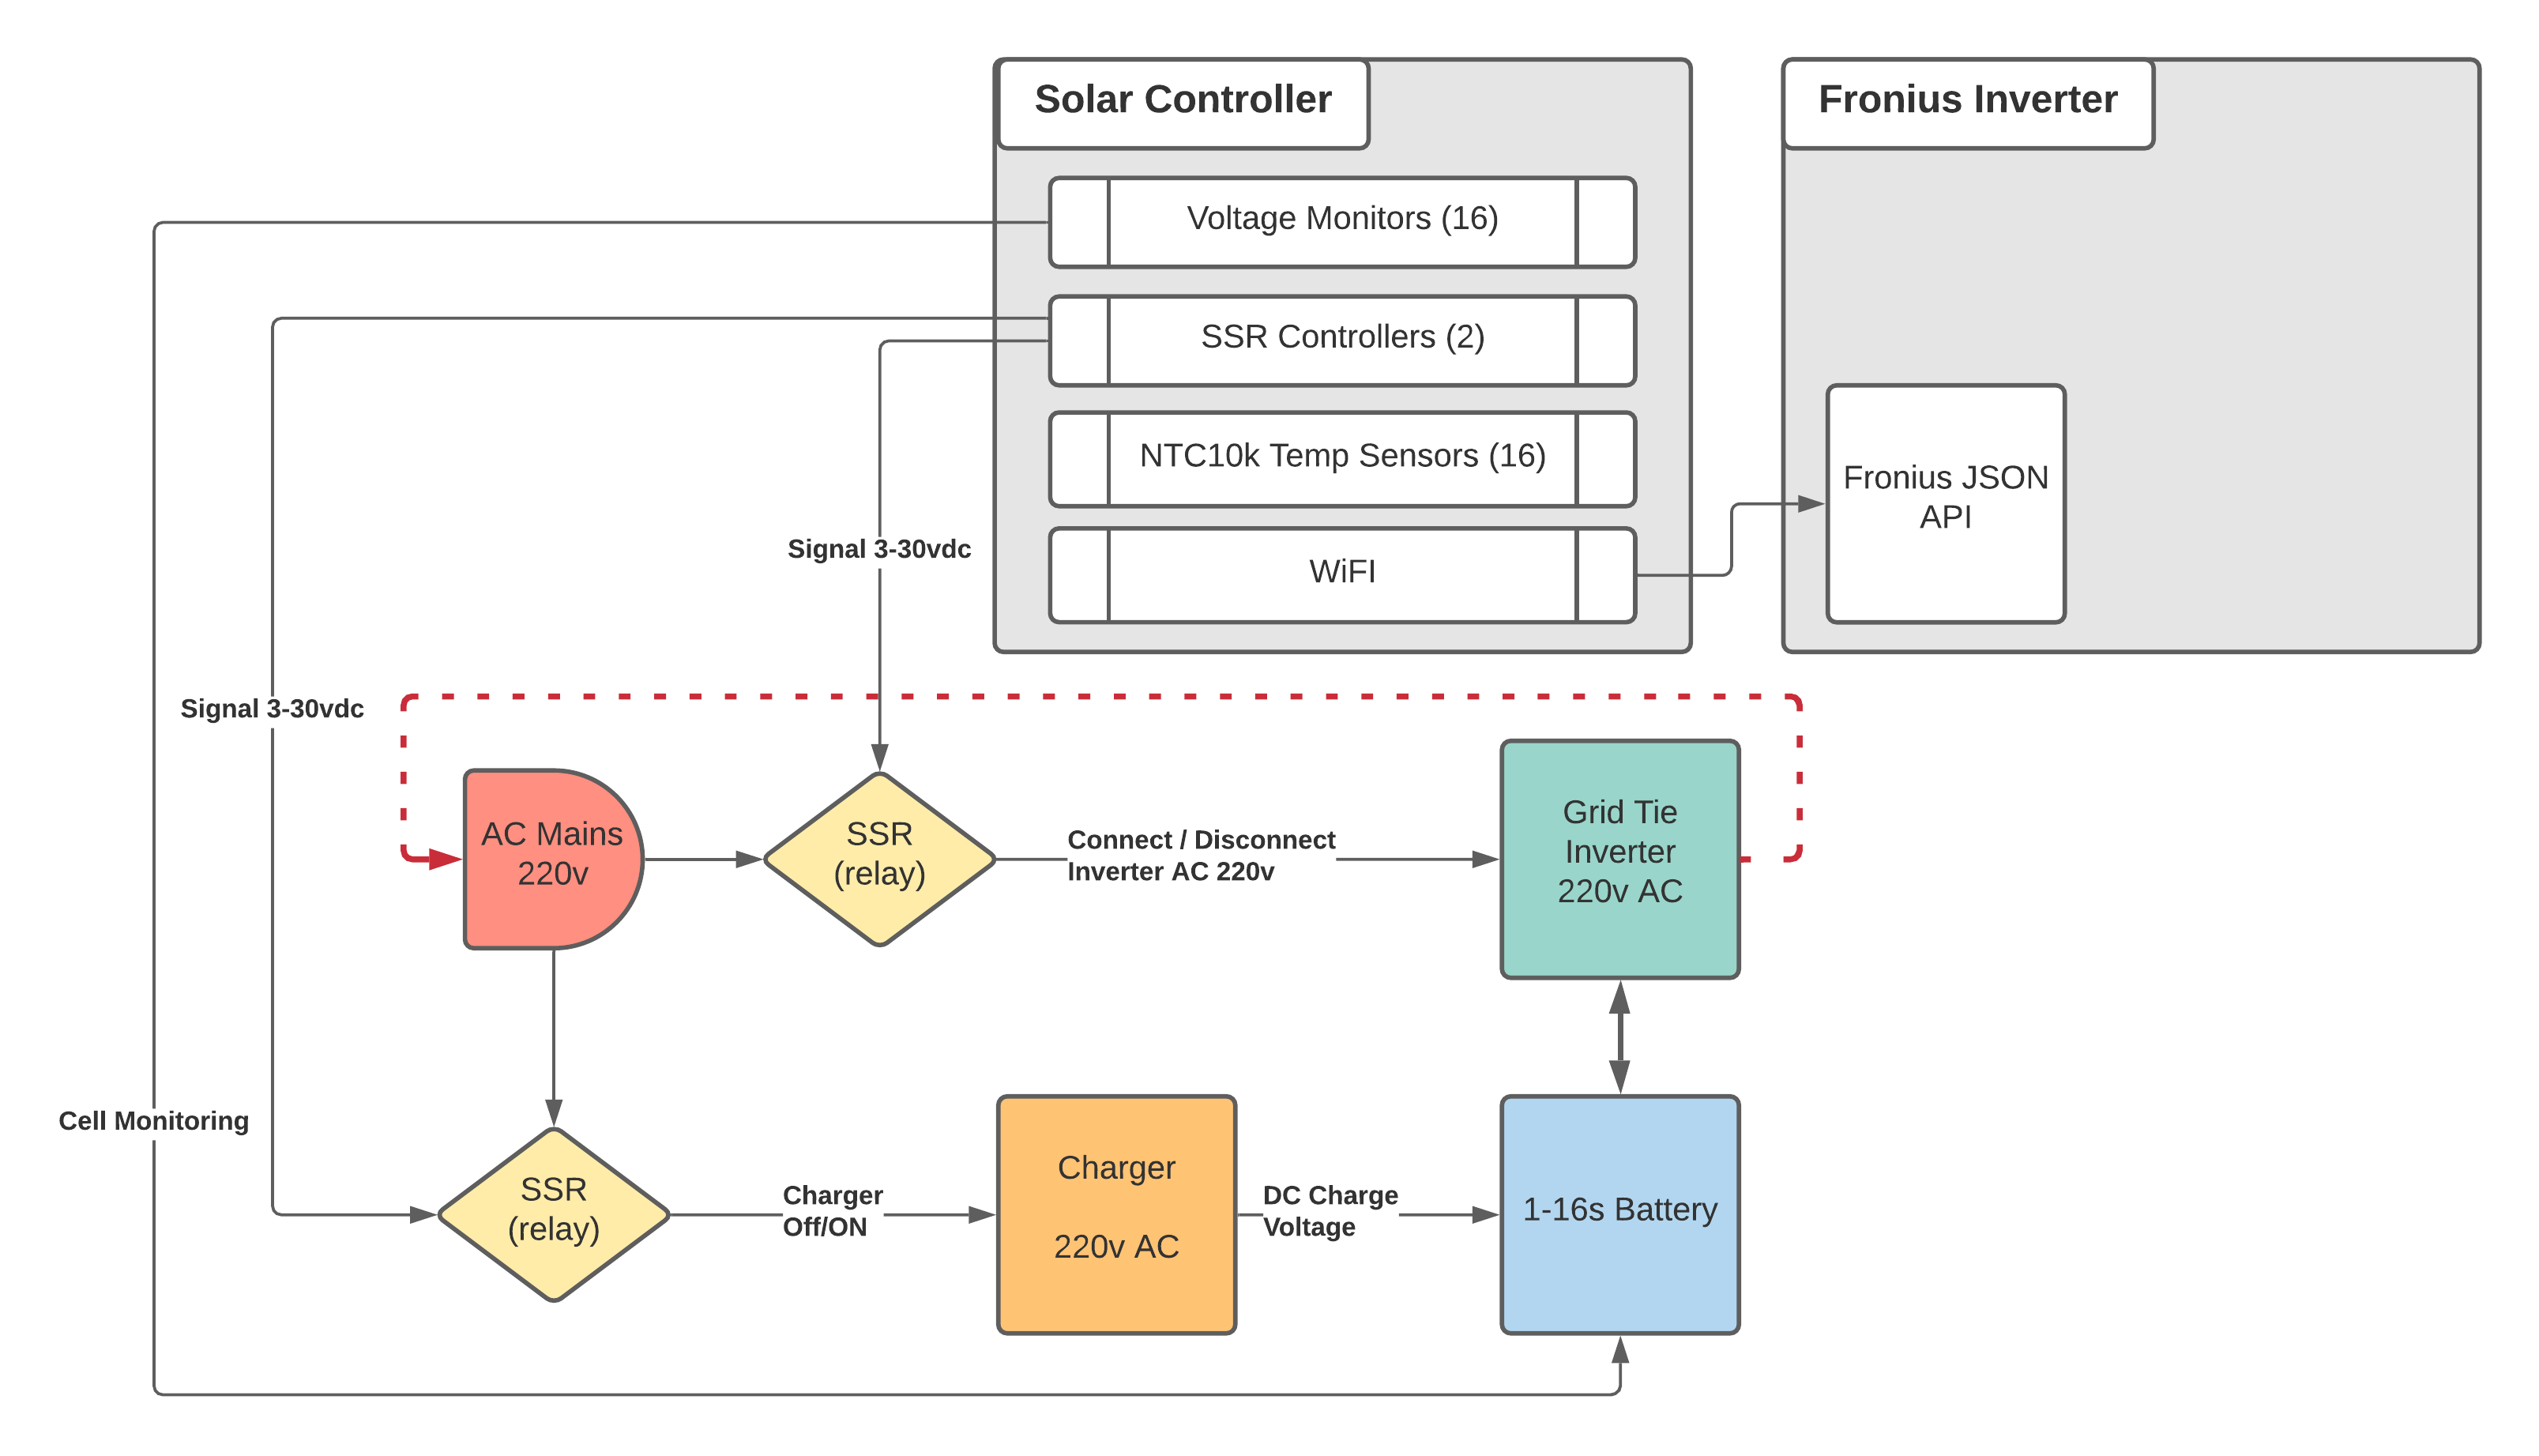 Solar Controller
Fronius Inverter
Voltage Monitors (16)
SSR Controllers (2)
NTC10k Temp Sensors (16)
Fronius JSON
API
WiFI
Signal 3-30vdc
Signal 3-30vdc
AC Mains
220v
SSR
(relay)
Connect / Disconnect
Inverter AC 220v
Grid Tie
Inverter
220v AC
Cell Monitoring
SSR
(relay)
Charger
Off/ON
Charger
220v AC
DC Charge
Voltage
1-16s Battery